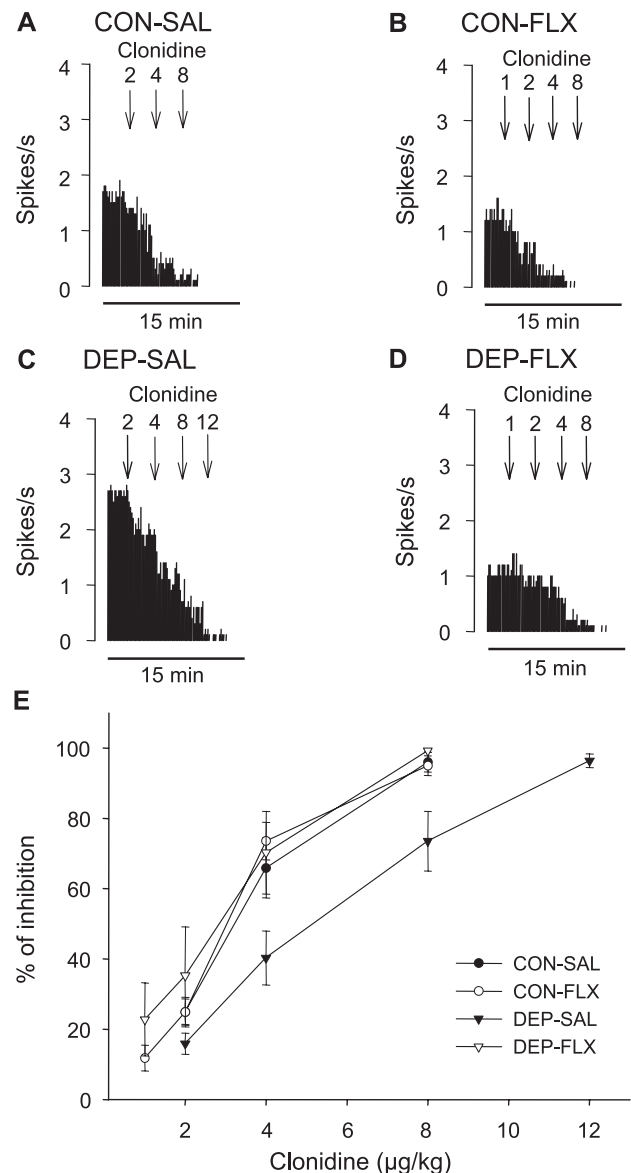 A CON-SAL
Clonidine
2 4 8
4
3
2
1
0
Spikes/s
15 min
B CON-FLX
Clonidine
1 2 4 8
4
3
2
1
0
Spikes/s
15 min
C DEP-SAL
Clonidine
2 4 8 12
4
3
2
1
0
Spikes/s
15 min
D DEP-FLX
Clonidine
1 2 4 8
4
3
2
1
0
Spikes/s
15 min
E
100
80
60
40
20
0
% of inhibition
CON-SAL
CON-FLX
DEP-SAL
DEP-FLX
2 4 6 8 10 12
Clonidine (µg/kg)